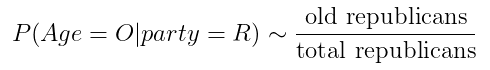 P(Age = O|party = R) ∼ old republicans / total republicans